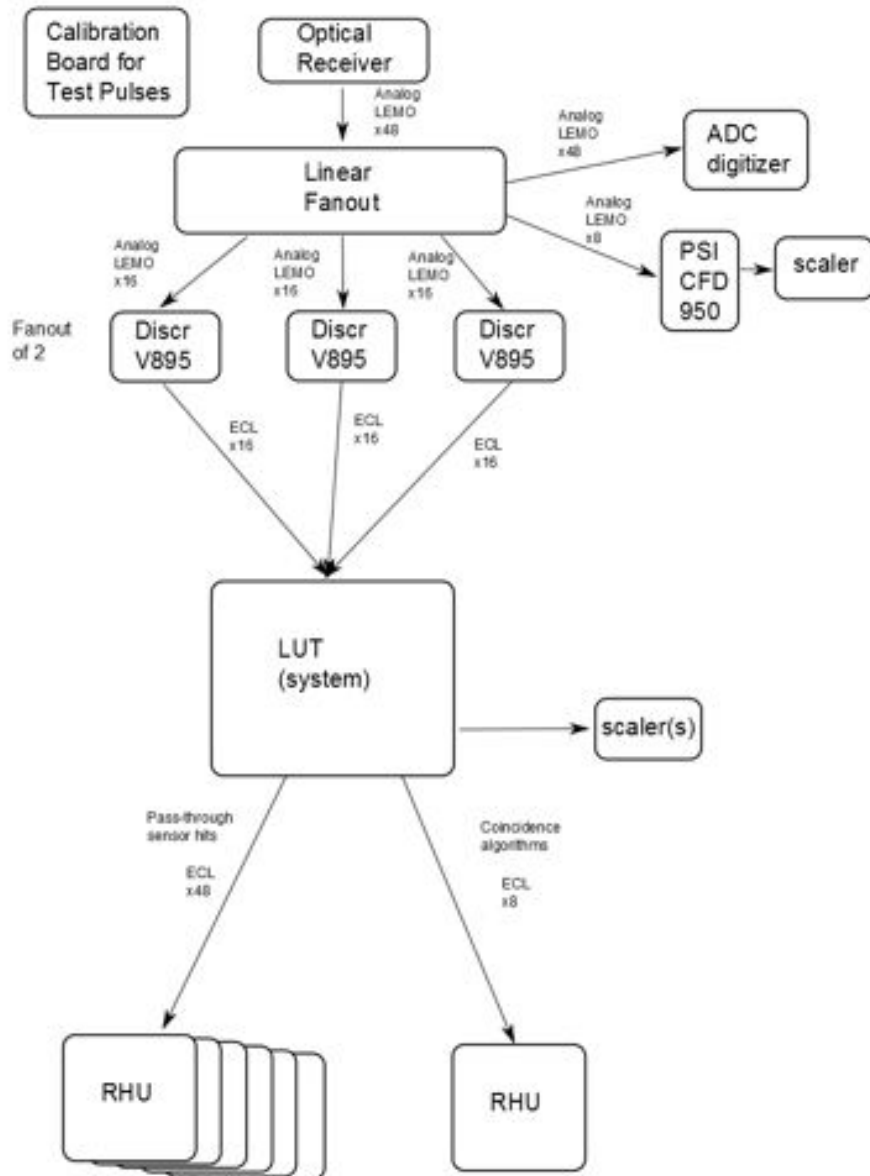 Calibration
Board for
Test Pulses
Optical
Receiver
Analog
LEMO
x48
Linear
Fanout
Analog
LEMO
x48
ADC
digitizer
Analog
LEMO
x8
PSI
CFD
950
scaler
Analog
LEMO
x16
Analog
LEMO
x16
Analog
LEMO
x16
Fanout
of 2
Discr
V895
Discr
V895
Discr
V895
ECL
x16
ECL
x16
ECL
x16
LUT
(system)
scaler(s)
Pass-through
sensor hits
ECL
x48
Coincidence
algorithms
ECL
x8
RHU
RHU